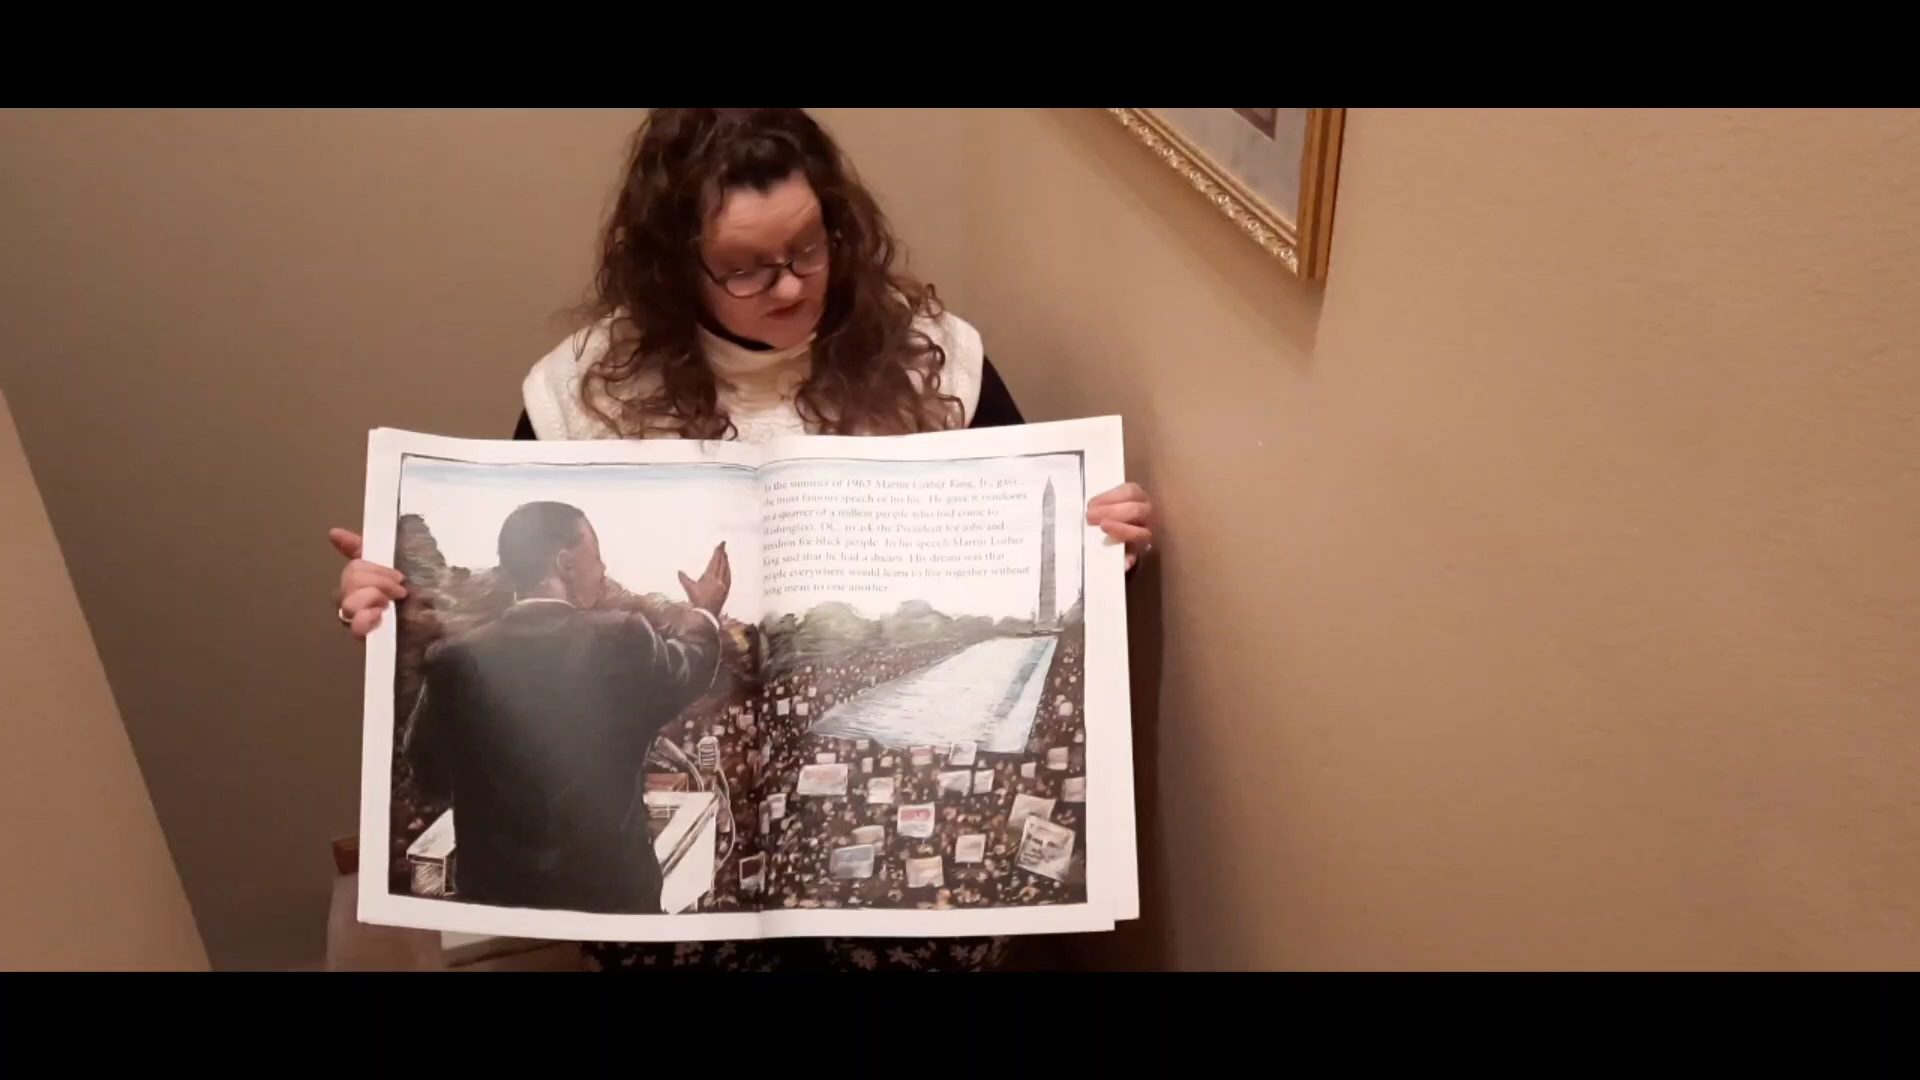 In the summer of 1963 Martin Luther King, Jr., gave
the most famous speech of his life. He gave it outdoors
to a quarter of a million people who had come to
Washington, DC, to ask the President for jobs and
freedom for black people. In his speech Martin Luther
King said that he had a dream. His dream was that
people everywhere would learn to live together without
being mean to one another.